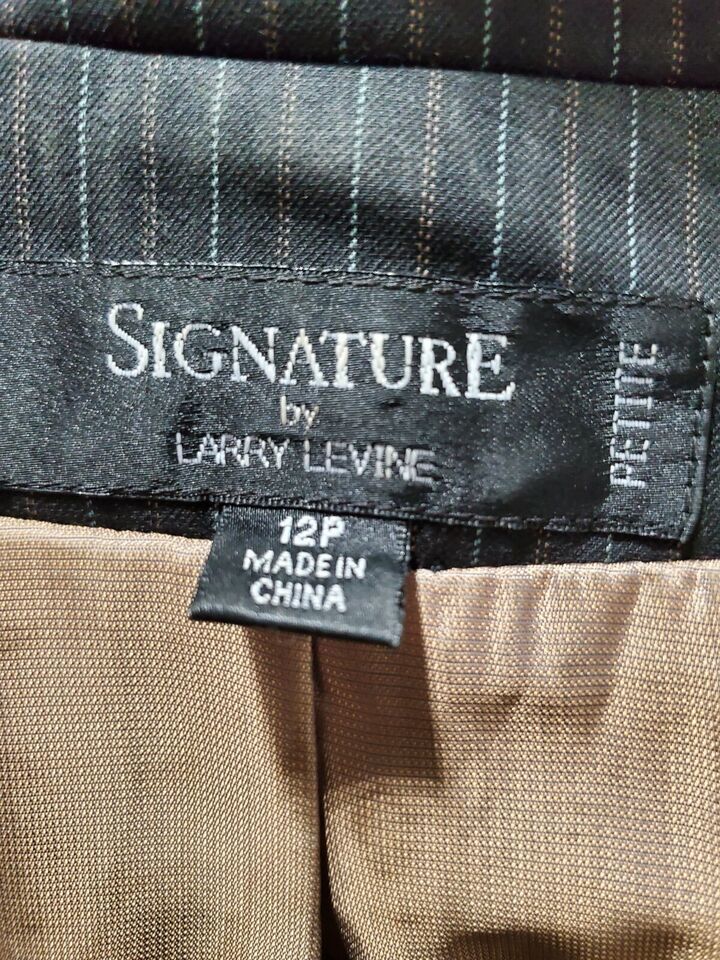 SIGNATURE
by
LARRY LEVINE
PETITE
12P
MADE IN
CHINA